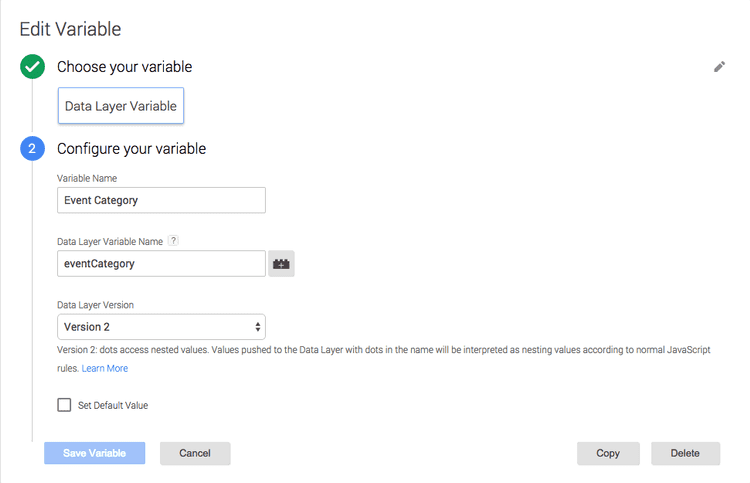 Edit Variable
Choose your variable
Data Layer Variable
2
Configure your variable
Variable Name
Event Category
Data Layer Variable Name ?
eventCategory
Data Layer Version
Version 2
Version 2: dots access nested values. Values pushed to the Data Layer with dots in the name will be interpreted as nesting values according to normal JavaScript
rules. Learn More
Set Default Value
Save Variable Cancel Copy Delete